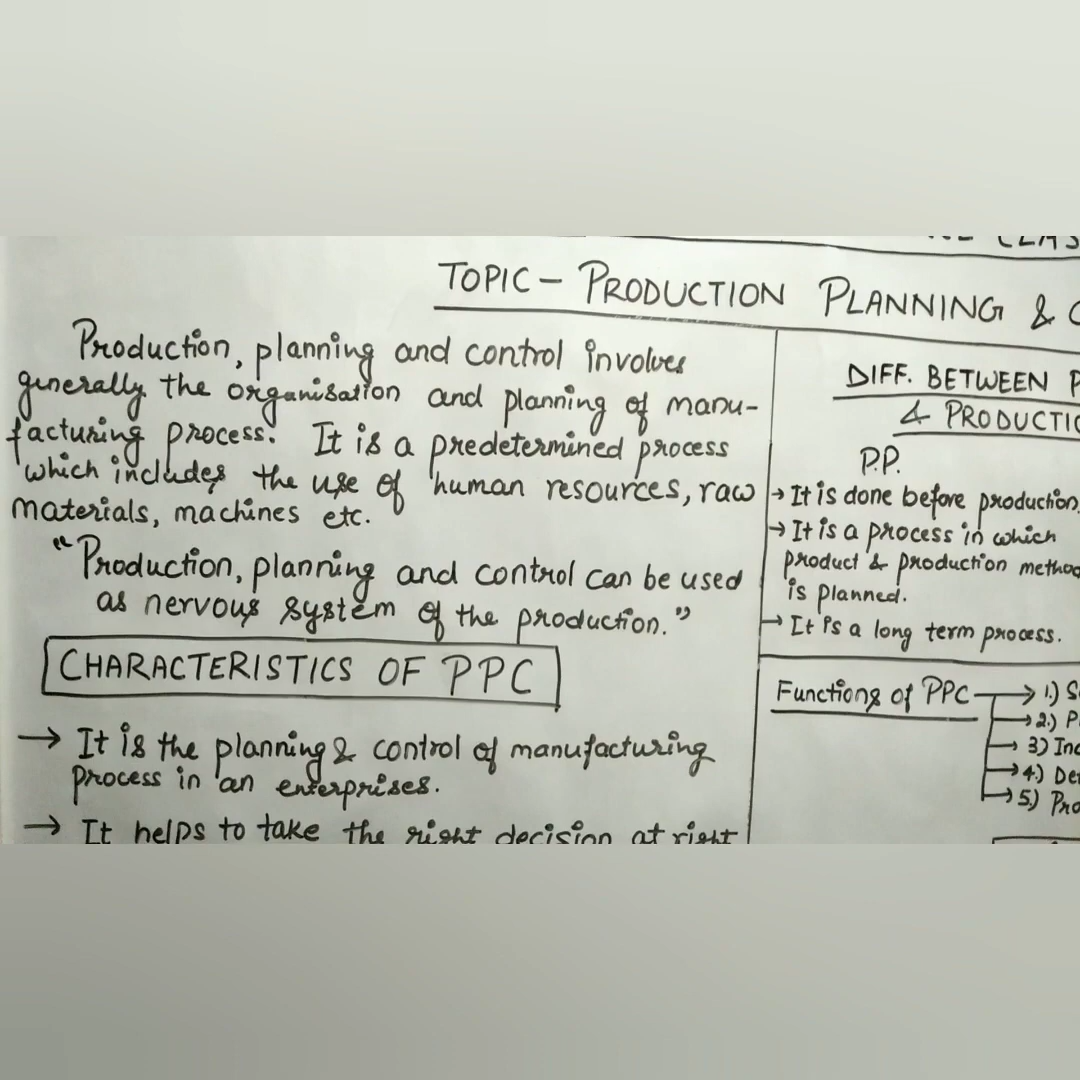 TOPIC - PRODUCTION PLANNING &
Production, planning and control involves
generally the organisation and planning of manu-
facturing process. It is a predetermined process
which includes the use of human resources, raw
materials, machines etc.
"Production, planning and control can be used
as nervous system of the production."
CHARACTERISTICS OF PPC
→ It is the planning & control of manufacturing
process in an enterprises.
→ It helps to take the right decision at right
DIFF. BETWEEN
& PRODUCTIO
P.P.
→ It is done before production.
→ It is a process in which
product & production method
is planned.
→ It is a long term process.
Functions of PPC → 1.) S
→ 2.) P
→ 3) Inc
→ 4.) De
→ 5.) Pro